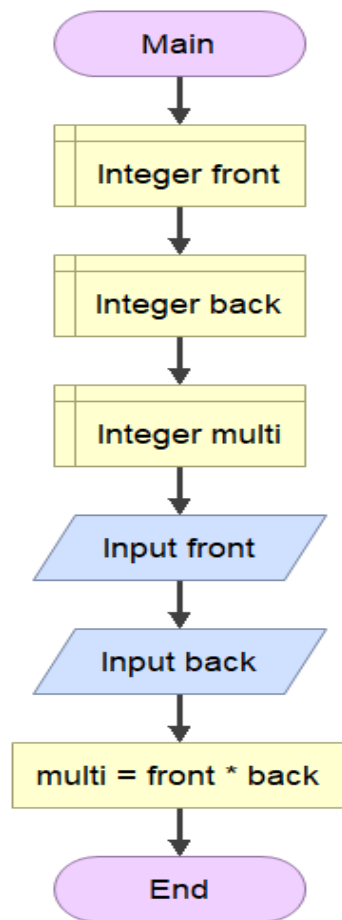 Main
Integer front
Integer back
Integer multi
Input front
Input back
multi = front * back
End